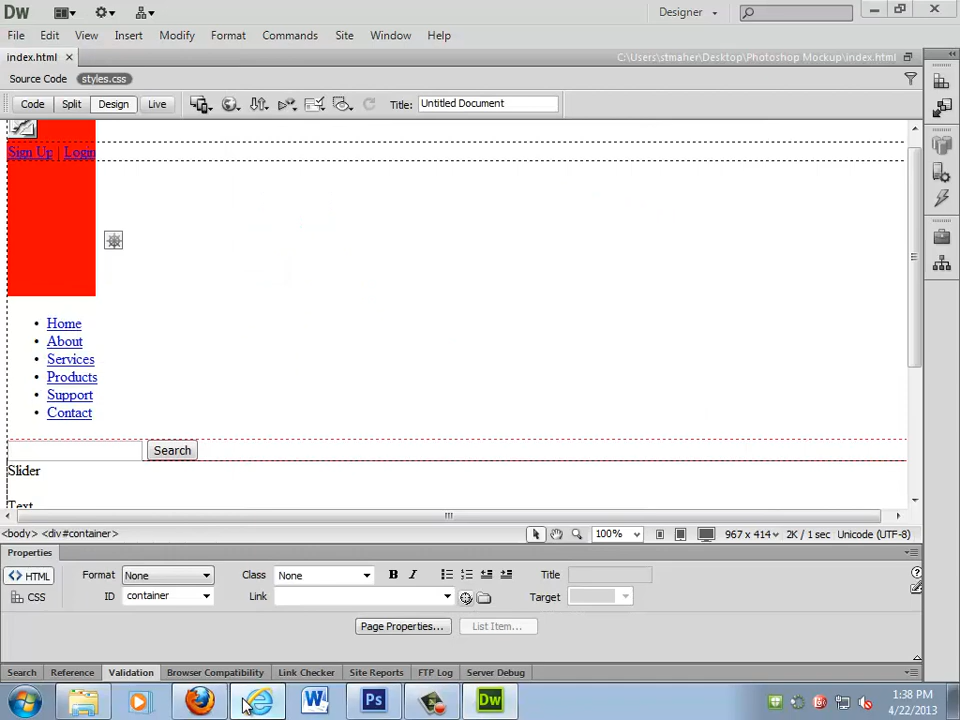 Dw
Designer
File Edit View Insert Modify Format Commands Site Window Help
index.html
C:\Users\stmaher\Desktop\Photoshop Mockup\index.html
Source Code styles.css
Code Split Design Live Title: Untitled Document
Sign Up | Login
• Home
• About
• Services
• Products
• Support
• Contact
Search
Slider
Text
<body> <div#container> 100% 967 x 414 2K / 1 sec Unicode (UTF-8)
Properties
<> HTML Format None Class None B I Title
CSS ID container Link Target
Page Properties... List Item...
Search Reference Validation Browser Compatibility Link Checker Site Reports FTP Log Server Debug
W Ps Dw
1:38 PM
4/22/2013